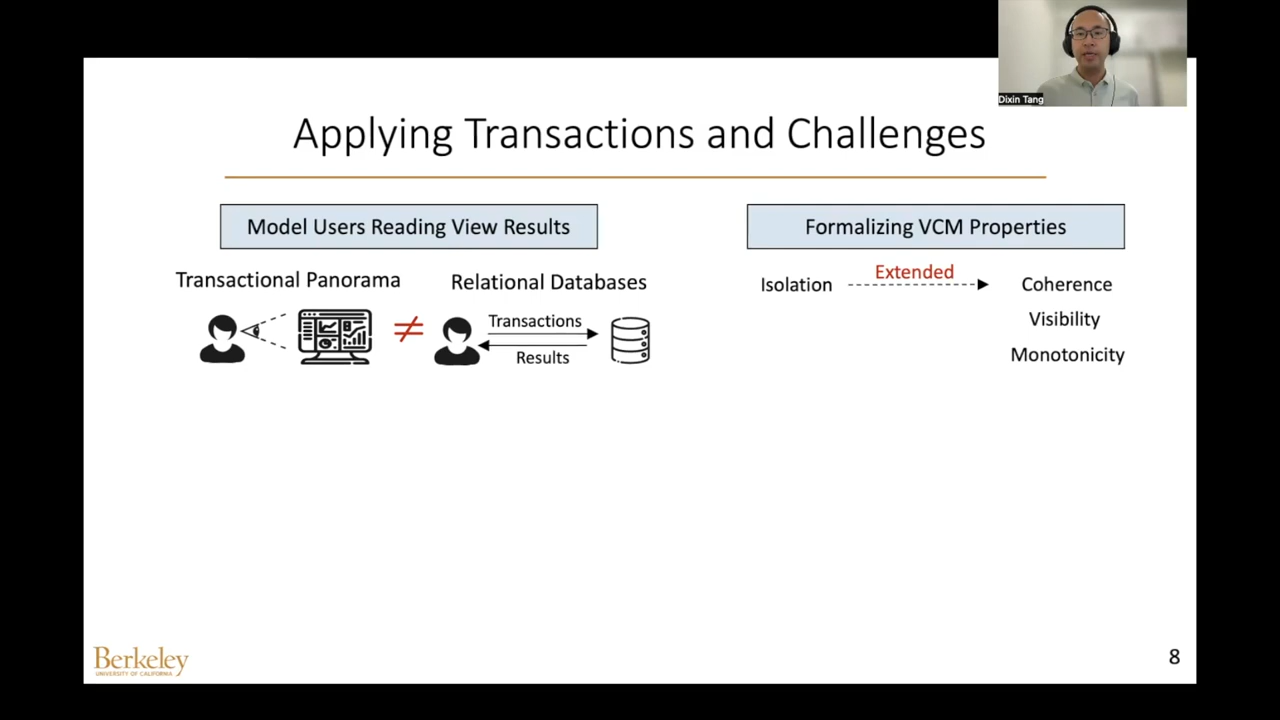 Dixin Tang
Applying Transactions and Challenges
Model Users Reading View Results
Transactional Panorama
Relational Databases
≠
Transactions
Results
Formalizing VCM Properties
Isolation
Extended
Coherence
Visibility
Monotonicity
Berkeley
UNIVERSITY OF CALIFORNIA
8